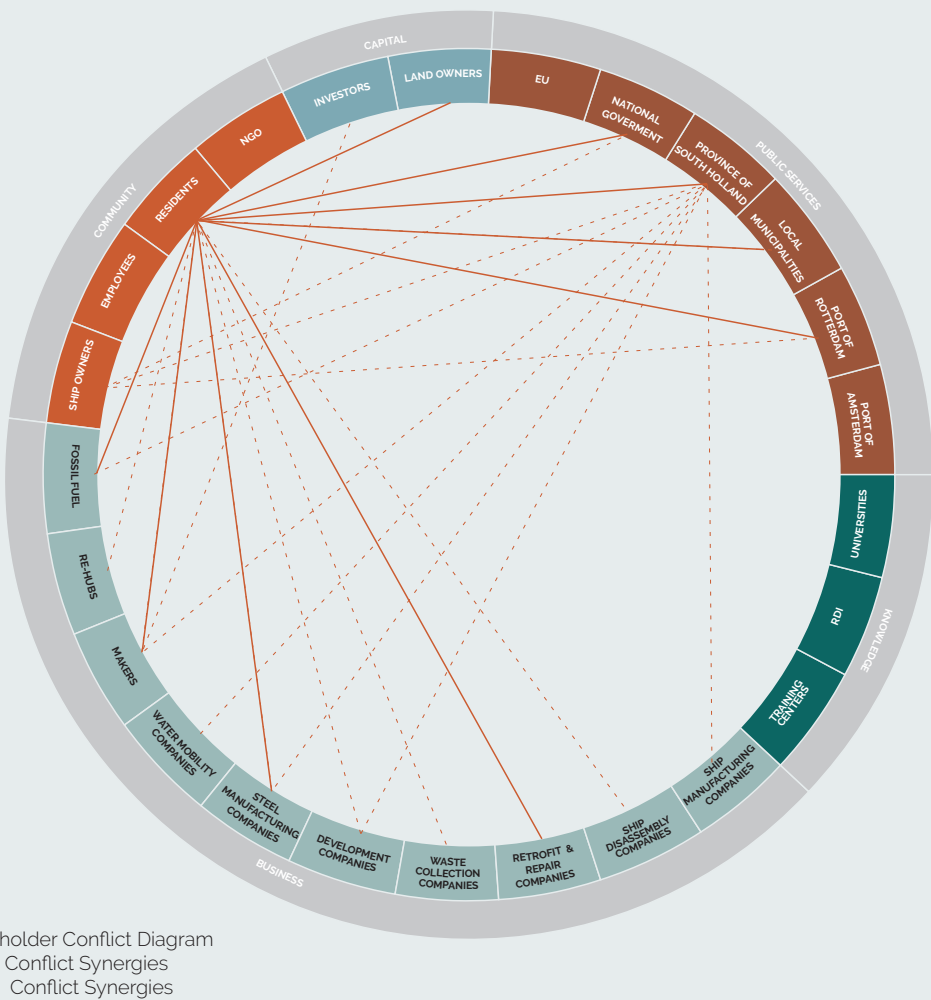 CAPITAL
INVESTORS
LAND OWNERS
EU
NATIONAL
GOVERMENT
PROVINCE OF
SOUTH HOLLAND
PUBLIC SERVICES
LOCAL
MUNICIPALITIES
PORT OF
ROTTERDAM
PORT OF
AMSTERDAM
UNIVERSITIES
RDI
KNOWLEDGE
TRAINING
CENTERS
SHIP
MANUFACTURING
COMPANIES
SHIP
DISASSEMBLY
COMPANIES
RETROFIT &
REPAIR
COMPANIES
WASTE
COLLECTION
COMPANIES
DEVELOPMENT
COMPANIES
BUSINESS
STEEL
MANUFACTURING
COMPANIES
WATER MOBILITY
COMPANIES
MAKERS
RE-HUBS
FOSSIL FUEL
SHIP OWNERS
EMPLOYEES
COMMUNITY
RESIDENTS
NGO
holder Conflict Diagram
Conflict Synergies
Conflict Synergies